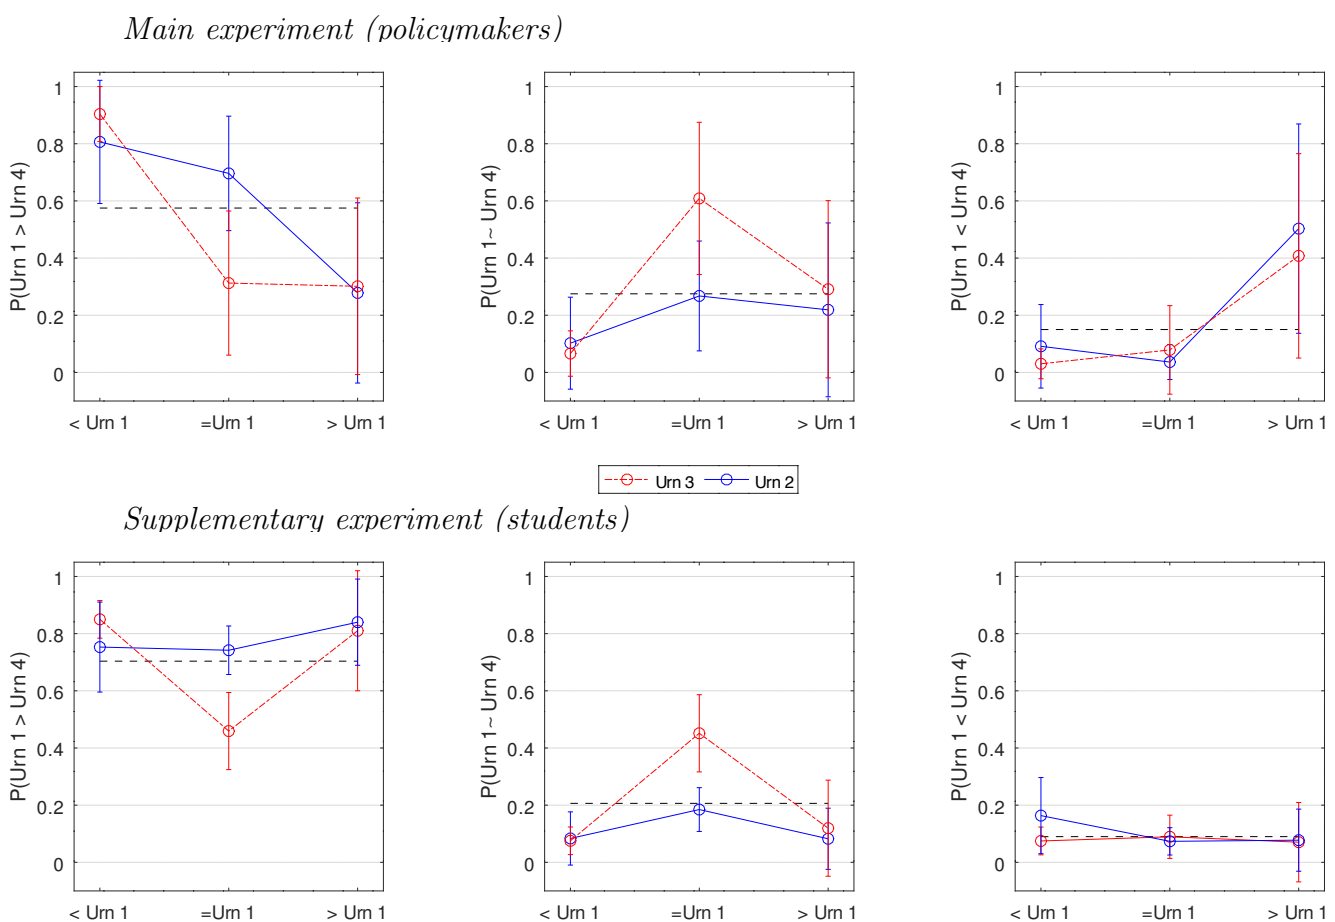 Main experiment (policymakers)
P(Urn 1 > Urn 4)
1
0.8
0.6
0.4
0.2
0
< Urn 1 =Urn 1 > Urn 1
P(Urn 1~ Urn 4)
1
0.8
0.6
0.4
0.2
0
< Urn 1 =Urn 1 > Urn 1
P(Urn 1 < Urn 4)
1
0.8
0.6
0.4
0.2
0
< Urn 1 =Urn 1 > Urn 1
Urn 3 Urn 2
Supplementary experiment (students)
P(Urn 1 > Urn 4)
1
0.8
0.6
0.4
0.2
0
< Urn 1 =Urn 1 > Urn 1
P(Urn 1~ Urn 4)
1
0.8
0.6
0.4
0.2
0
< Urn 1 =Urn 1 > Urn 1
P(Urn 1 < Urn 4)
1
0.8
0.6
0.4
0.2
0
< Urn 1 =Urn 1 > Urn 1